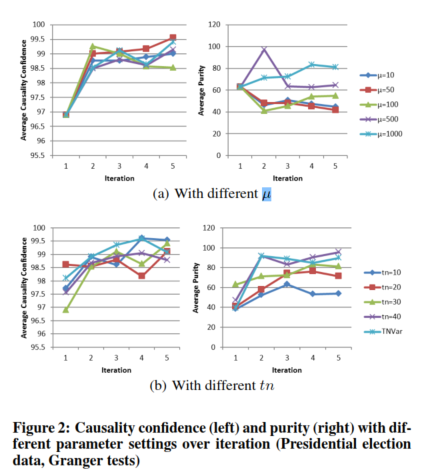 100
99.5
99
98.5
98
97.5
97
96.5
96
95.5
Average Causality Confidence
1 2 3 4 5
Iteration
120
100
80
60
40
20
0
Average Purity
1 2 3 4 5
Iteration
μ=10
μ=50
μ=100
μ=500
μ=1000
(a) With different μ
100
99.5
99
98.5
98
97.5
97
96.5
96
95.5
Average Causality Confidence
1 2 3 4 5
Iteration
120
100
80
60
40
20
0
Average Purity
1 2 3 4 5
Iteration
tn=10
tn=20
tn=30
tn=40
TNVar
(b) With different tn
Figure 2: Causality confidence (left) and purity (right) with dif-
ferent parameter settings over iteration (Presidential election
data, Granger tests)